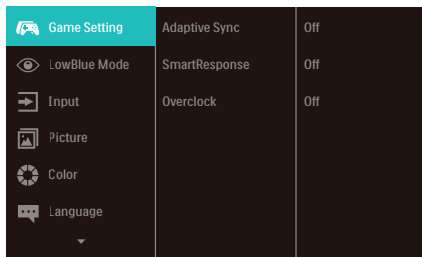 Game Setting Adaptive Sync Off
LowBlue Mode SmartResponse Off
Input Overclock Off
Picture
Color
Language